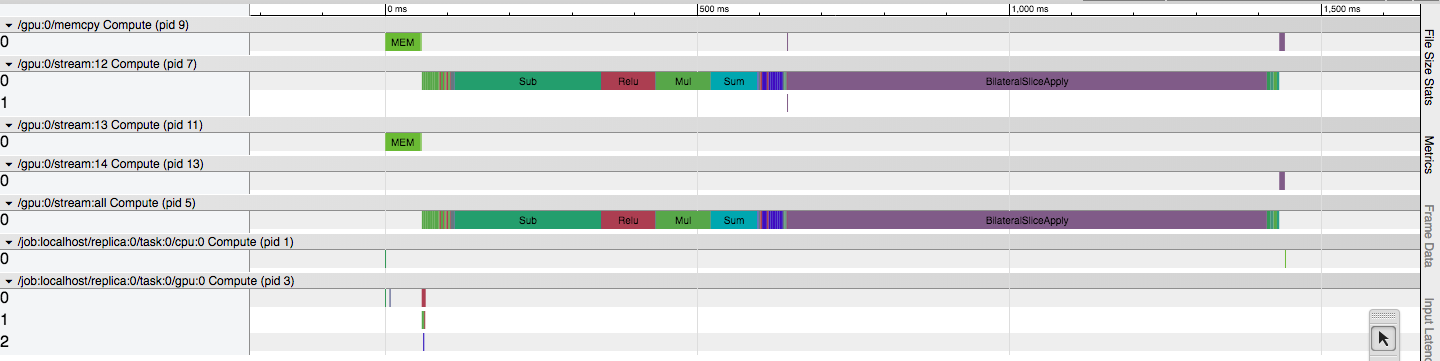 0 ms 500 ms 1,000 ms 1,500 ms
/gpu:0/memcpy Compute (pid 9)
0 MEM
/gpu:0/stream:12 Compute (pid 7)
0 Sub Relu Mul Sum BilateralSliceApply
1
/gpu:0/stream:13 Compute (pid 11)
0 MEM
/gpu:0/stream:14 Compute (pid 13)
0
/gpu:0/stream:all Compute (pid 5)
0 Sub Relu Mul Sum BilateralSliceApply
/job:localhost/replica:0/task:0/cpu:0 Compute (pid 1)
0
/job:localhost/replica:0/task:0/gpu:0 Compute (pid 3)
0
1
2
File Size Stats
Metrics
Frame Data
Input Laten